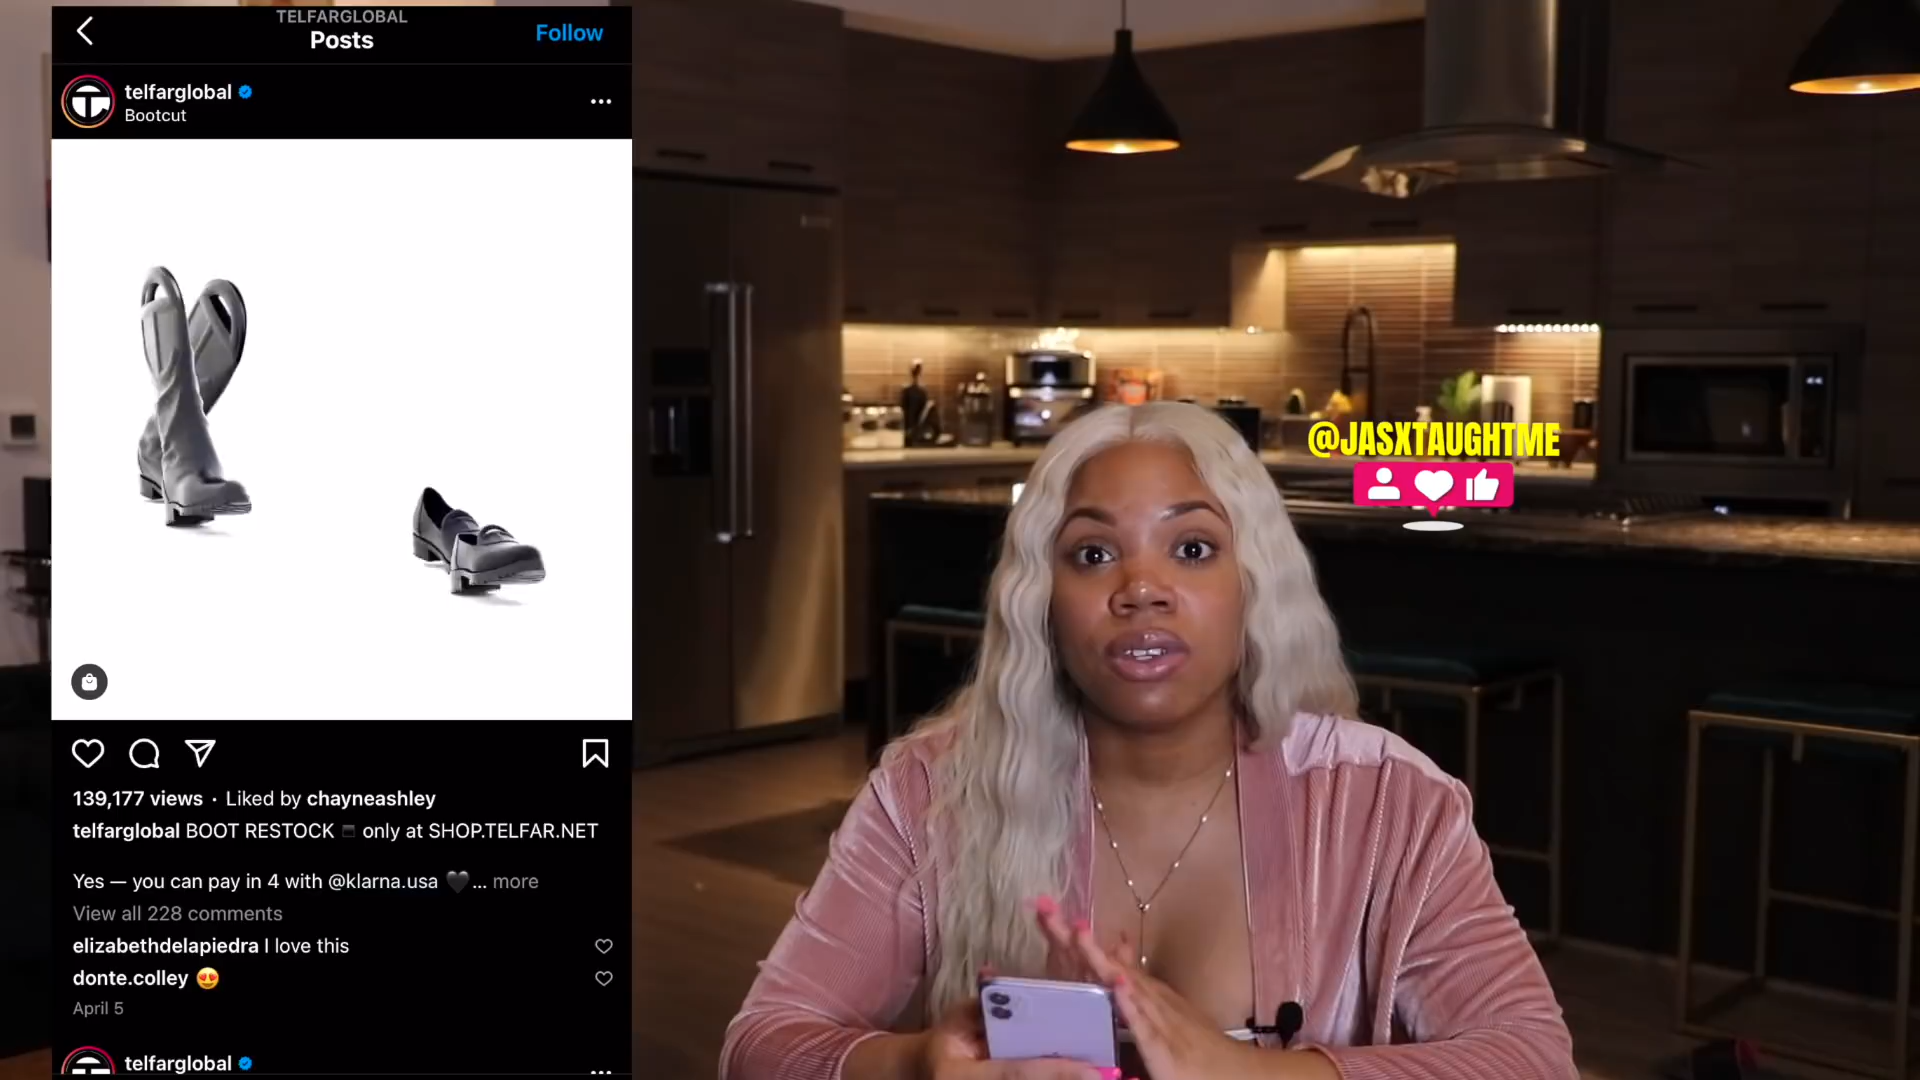 TELFARGLOBAL
Posts
Follow
telfarglobal
Bootcut
139,177 views · Liked by chayneashley
telfarglobal BOOT RESTOCK ◾ only at SHOP.TELFAR.NET
Yes — you can pay in 4 with @klarna.usa 🖤... more
View all 228 comments
elizabethdelapiedra I love this
donte.colley 😍
April 5
telfarglobal
@JASXTAUGHTME